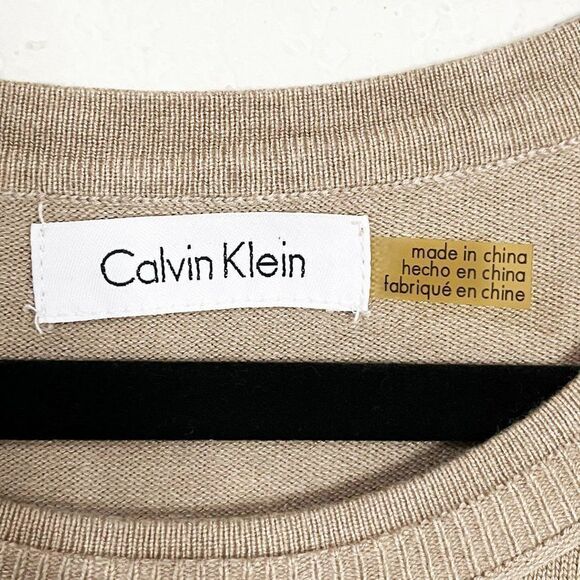 Calvin Klein
made in china
hecho en china
fabriqué en chine